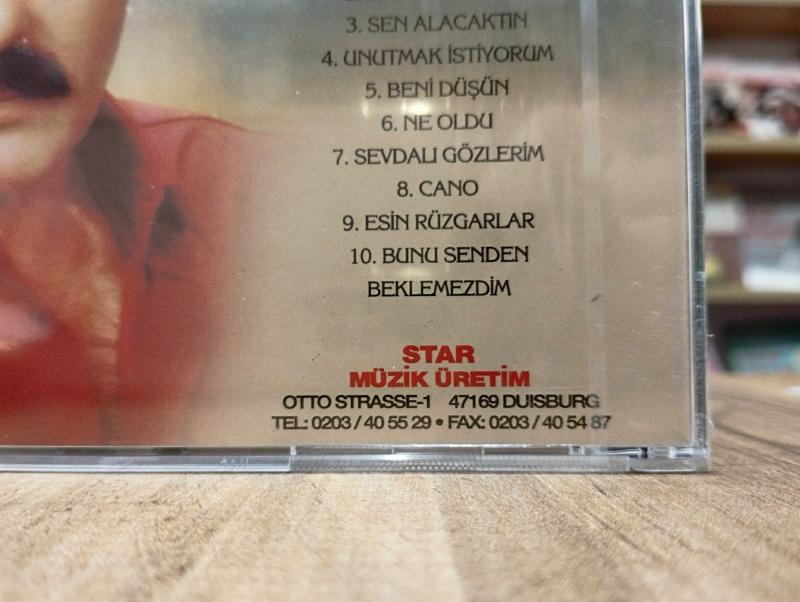 3. SEN ALACAKTIN
4. UNUTMAK İSTİYORUM
5. BENİ DÜŞÜN
6. NE OLDU
7. SEVDALI GÖZLERİM
8. CANO
9. ESİN RÜZGARLAR
10. BUNU SENDEN
BEKLEMEZDİM
STAR
MÜZİK ÜRETİM
OTTO STRASSE-1 47169 DUISBURG
TEL: 0203 / 40 55 29 • FAX: 0203 / 40 54 87